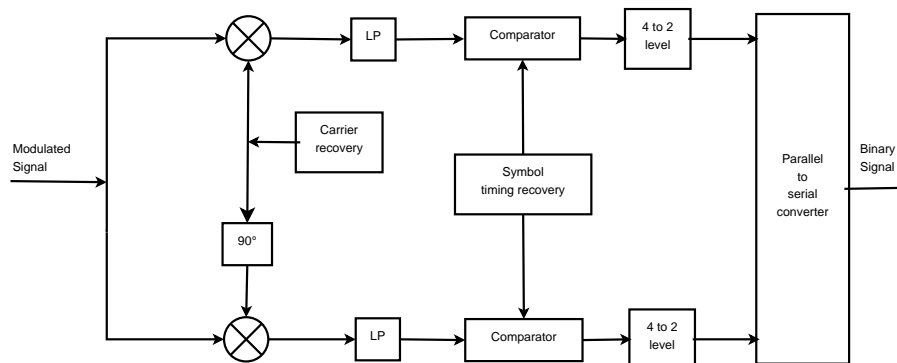 LP
Comparator
4 to 2
level
Carrier
recovery
Modulated
Signal
Binary
Signal
Symbol
timing recovery
Parallel
to
serial
converter
90°
LP
Comparator
4 to 2
level